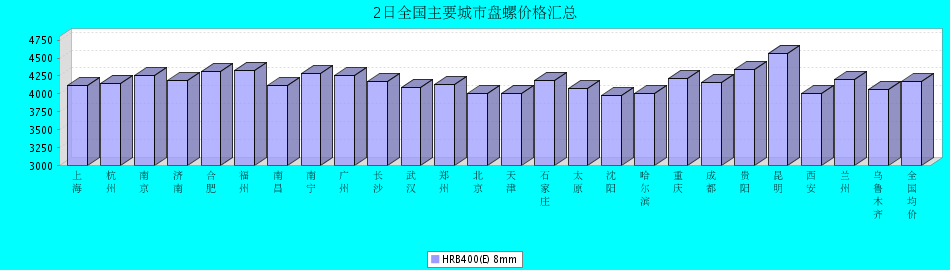 2日全国主要城市盘螺价格汇总
4750
4500
4250
4000
3750
3500
3250
3000
上海
杭州
南京
济南
合肥
福州
南昌
南宁
广州
长沙
武汉
郑州
北京
天津
石家庄
太原
沈阳
哈尔滨
重庆
成都
贵阳
昆明
西安
兰州
乌鲁木齐
全国均价
HRB400(E) 8mm